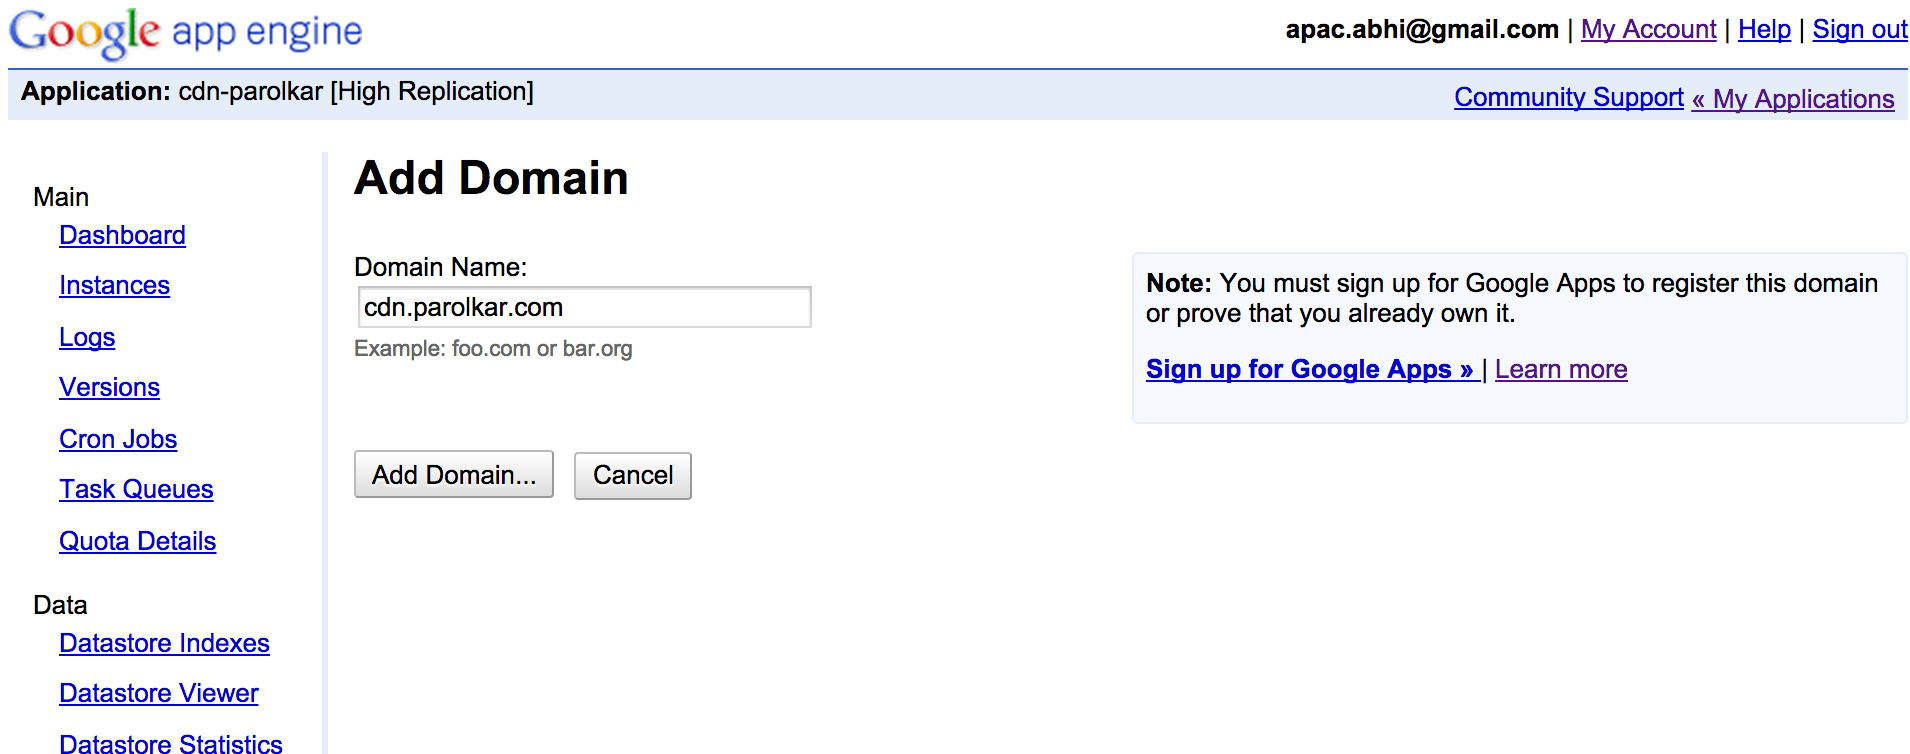 Google app engine
apac.abhi@gmail.com | My Account | Help | Sign out
Application: cdn-parolkar [High Replication]
Community Support « My Applications
Main
Dashboard
Instances
Logs
Versions
Cron Jobs
Task Queues
Quota Details
Data
Datastore Indexes
Datastore Viewer
Datastore Statistics
Add Domain
Domain Name:
cdn.parolkar.com
Example: foo.com or bar.org
Add Domain... Cancel
Note: You must sign up for Google Apps to register this domain
or prove that you already own it.
Sign up for Google Apps » | Learn more